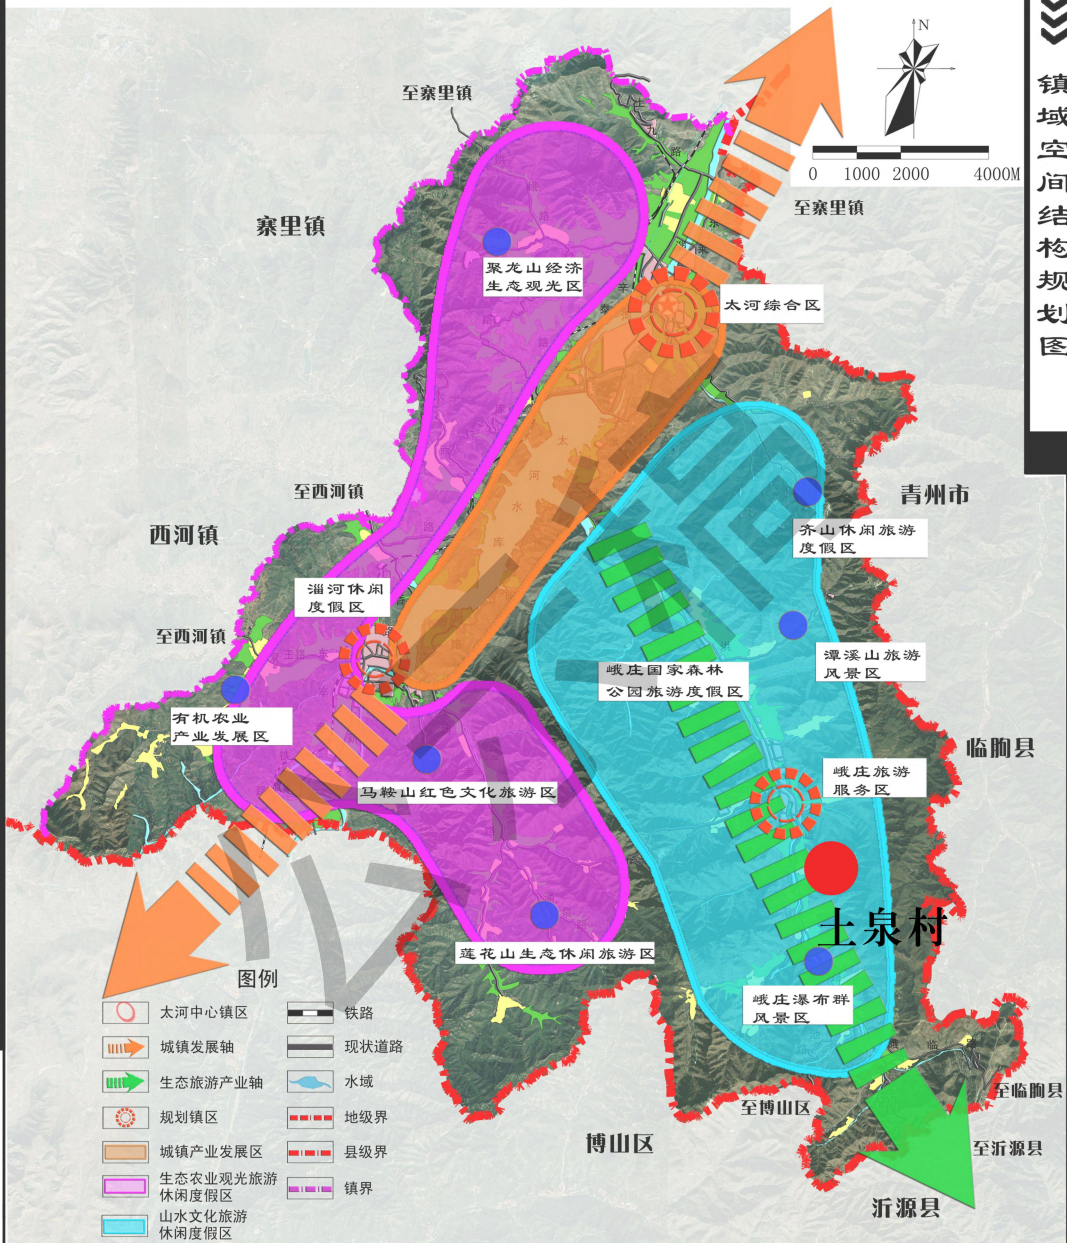 镇域空间结构规划图
N
0 1000 2000 4000M
至寨里镇
至寨里镇
寨里镇
聚龙山经济
生态观光区
太河综合区
太河水库
至西河镇
西河镇
青州市
齐山休闲旅游
度假区
淄河休闲
度假区
至西河镇
潭溪山旅游
风景区
峨庄国家森林
公园旅游度假区
有机农业
产业发展区
临朐县
峨庄旅游
服务区
马鞍山红色文化旅游区
土泉村
莲花山生态休闲旅游区
峨庄瀑布群
风景区
至博山区
至临朐县
博山区
至沂源县
沂源县
图例
太河中心镇区
铁路
城镇发展轴
现状道路
生态旅游产业轴
水域
规划镇区
地级界
城镇产业发展区
县级界
生态农业观光旅游
休闲度假区
镇界
山水文化旅游
休闲度假区